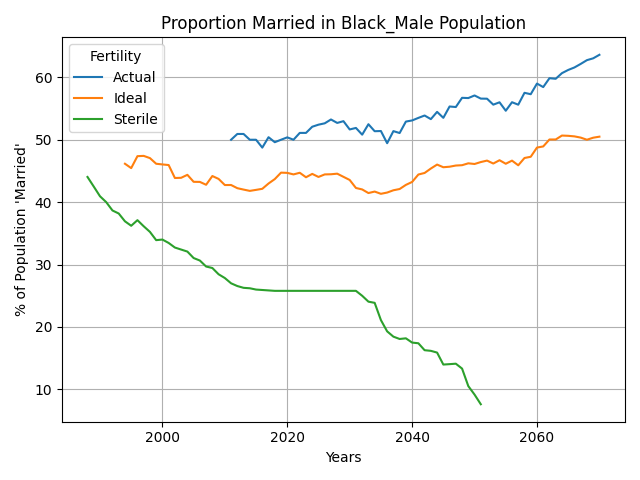 Proportion Married in Black_Male Population
Fertility
Actual
Ideal
Sterile
% of Population 'Married'
60
50
40
30
20
10
2000
2020
2040
2060
Years